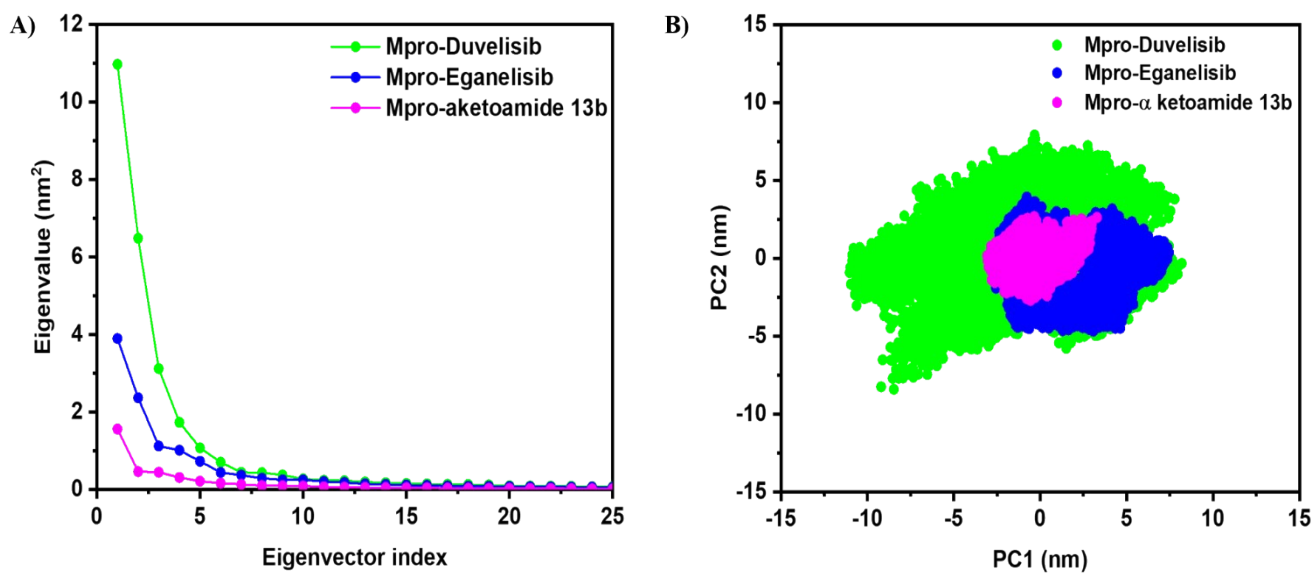 A)
12
10
8
6
4
2
0
Eigenvalue (nm²)
0 5 10 15 20 25
Eigenvector index
Mpro-Duvelisib
Mpro-Eganelisib
Mpro-aketoamide 13b
B)
15
10
5
0
-5
-10
-15
PC2 (nm)
-15 -10 -5 0 5 10 15
PC1 (nm)
Mpro-Duvelisib
Mpro-Eganelisib
Mpro-α ketoamide 13b